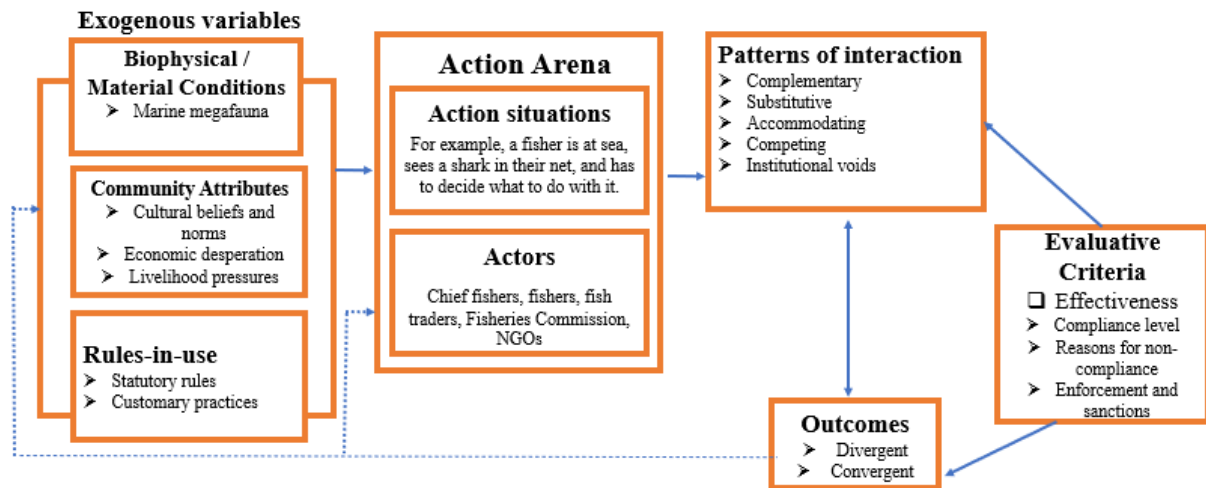 Exogenous variables
Biophysical /
Material Conditions
➢ Marine megafauna
Community Attributes
➢ Cultural beliefs and
norms
➢ Economic desperation
➢ Livelihood pressures
Rules-in-use
➢ Statutory rules
➢ Customary practices
Action Arena
Action situations
For example, a fisher is at sea,
sees a shark in their net, and has
to decide what to do with it.
Actors
Chief fishers, fishers, fish
traders, Fisheries Commission,
NGOs
Patterns of interaction
➢ Complementary
➢ Substitutive
➢ Accommodating
➢ Competing
➢ Institutional voids
Evaluative
Criteria
❑ Effectiveness
➢ Compliance level
➢ Reasons for non-
compliance
➢ Enforcement and
sanctions
Outcomes
➢ Divergent
➢ Convergent